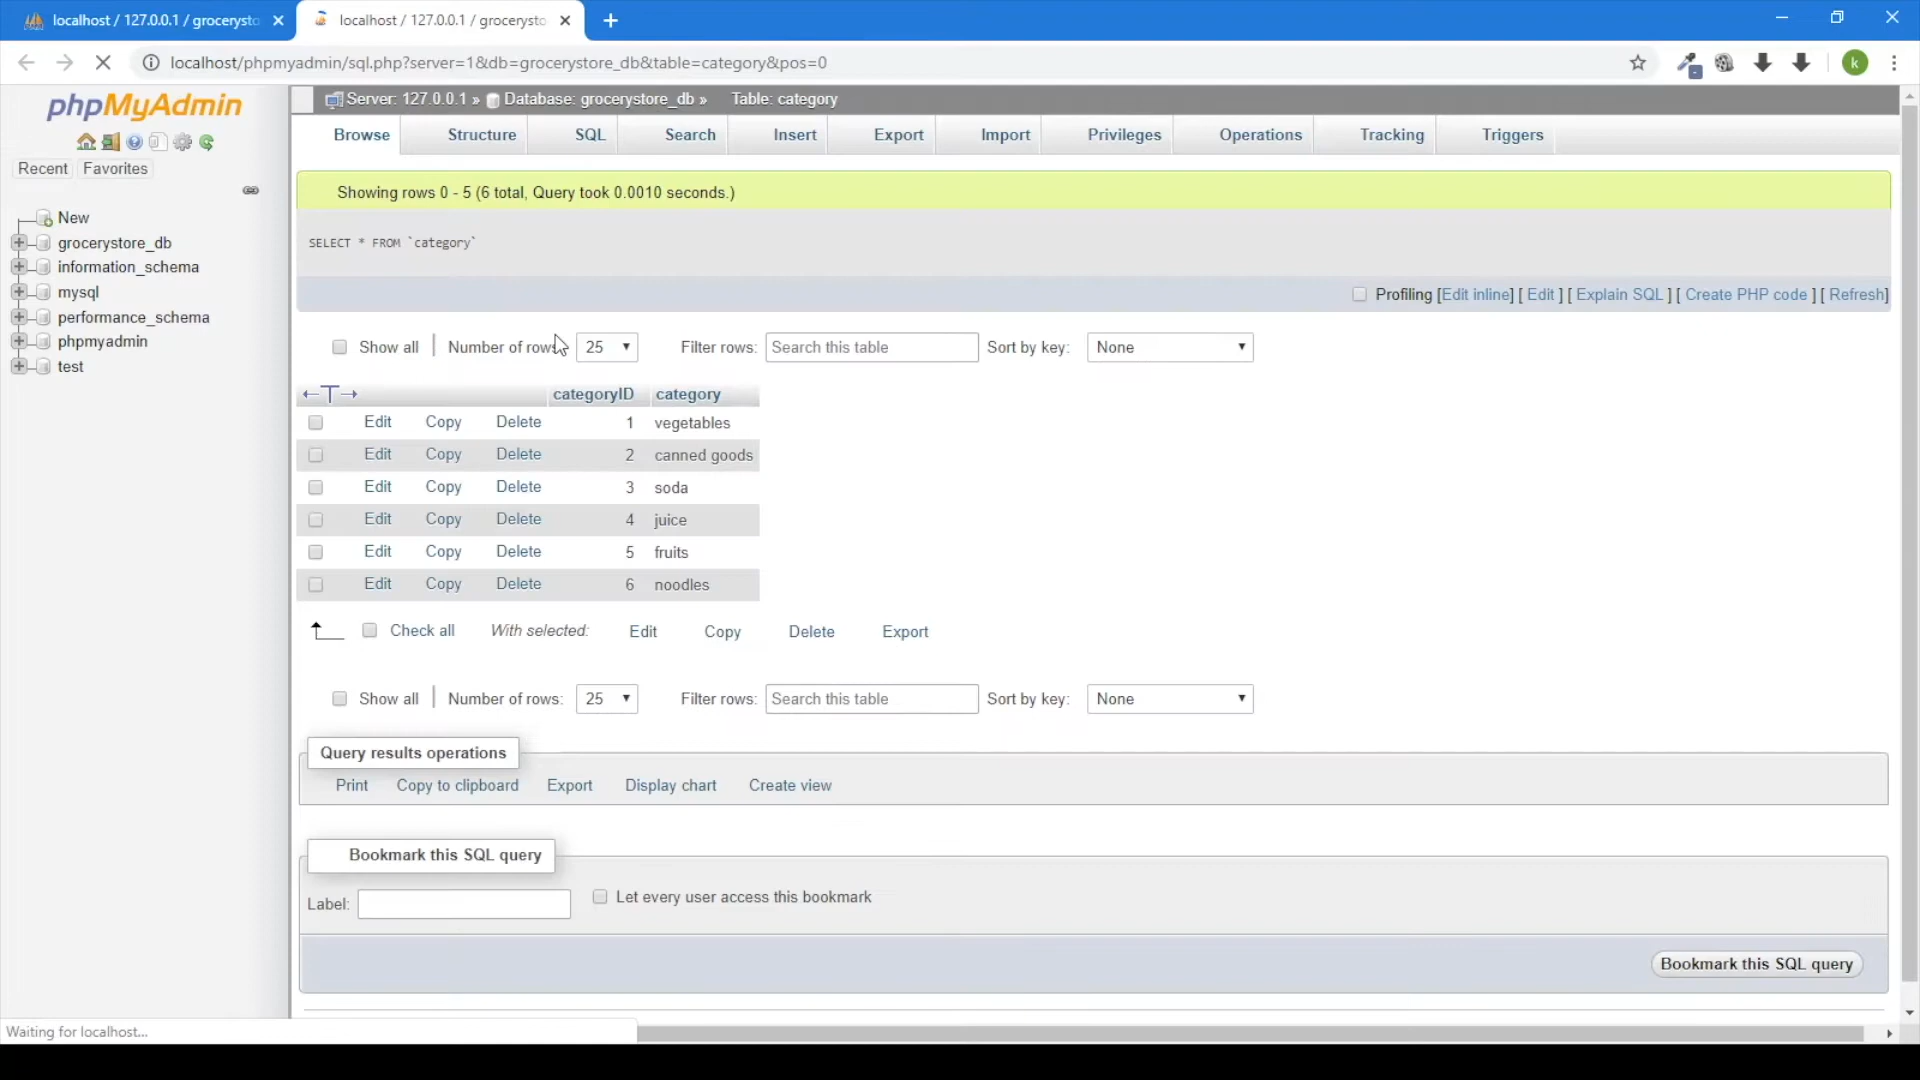 localhost / 127.0.0.1 / grocerysto
localhost / 127.0.0.1 / grocerysto
localhost/phpmyadmin/sql.php?server=1&db=grocerystore_db&table=category&pos=0
k
phpMyAdmin
Recent
Favorites
New
grocerystore_db
information_schema
mysql
performance_schema
phpmyadmin
test
Server: 127.0.0.1 » Database: grocerystore_db » Table: category
Browse Structure SQL Search Insert Export Import Privileges Operations Tracking Triggers
Showing rows 0 - 5 (6 total, Query took 0.0010 seconds.)
SELECT * FROM `category`
Profiling [Edit inline] [ Edit ] [ Explain SQL ] [ Create PHP code ] [ Refresh]
Show all | Number of rows 25 Filter rows: Search this table Sort by key: None
categoryID category
Edit Copy Delete 1 vegetables
Edit Copy Delete 2 canned goods
Edit Copy Delete 3 soda
Edit Copy Delete 4 juice
Edit Copy Delete 5 fruits
Edit Copy Delete 6 noodles
Check all With selected: Edit Copy Delete Export
Show all | Number of rows: 25 Filter rows: Search this table Sort by key: None
Query results operations
Print Copy to clipboard Export Display chart Create view
Bookmark this SQL query
Label: Let every user access this bookmark
Bookmark this SQL query
Waiting for localhost...